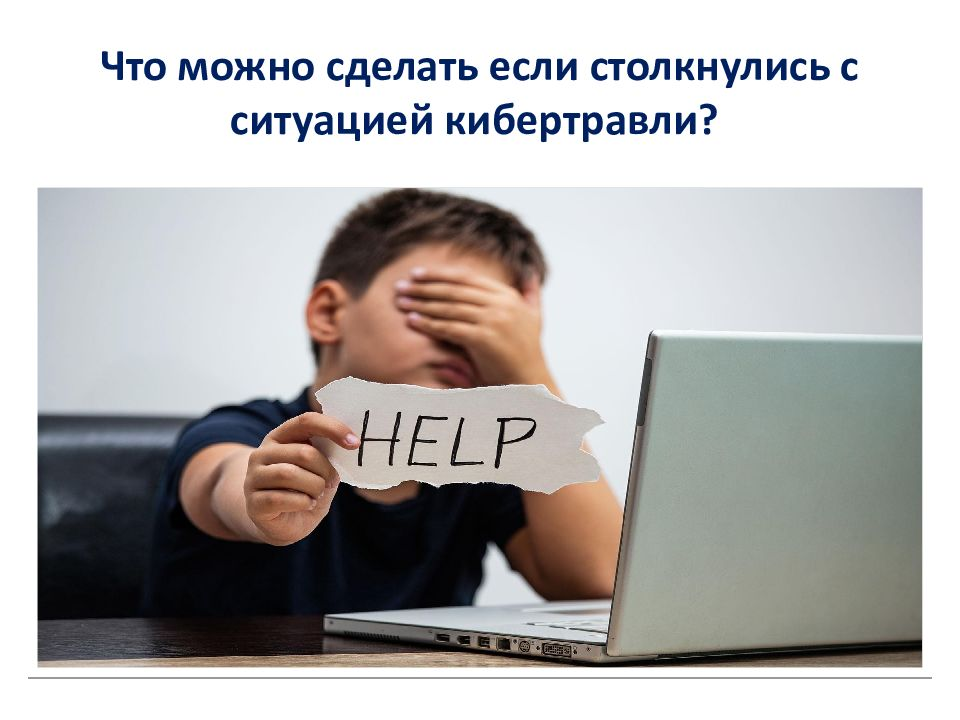 Что можно сделать если столкнулись с
ситуацией кибертравли?
HELP